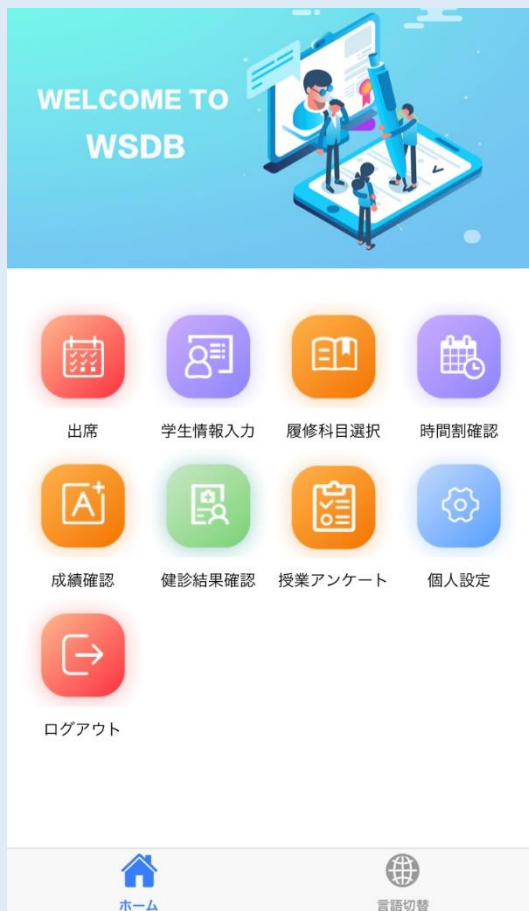 WELCOME TO
WSDB
出席
学生情報入力
履修科目選択
時間割確認
成績確認
健診結果確認
授業アンケート
個人設定
ログアウト
ホーム
言語切替